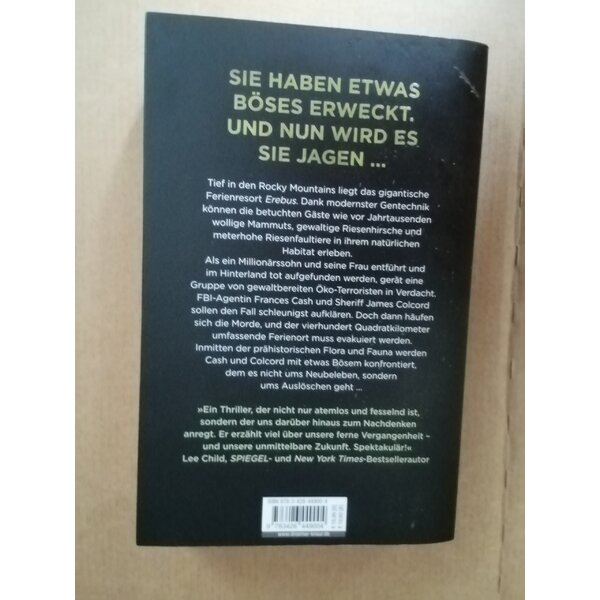 SIE HABEN ETWAS
BÖSES ERWECKT.
UND NUN WIRD ES
SIE JAGEN ...
Tief in den Rocky Mountains liegt das gigantische
Ferienresort Erebus. Dank modernster Gentechnik
können die betuchten Gäste wie vor Jahrtausenden
wollige Mammuts, gewaltige Riesenhirsche und
meterhohe Riesenfaultiere in ihrem natürlichen
Habitat erleben.
Als ein Millionärssohn und seine Frau entführt und
im Hinterland tot aufgefunden werden, gerät eine
Gruppe von gewaltbereiten Öko-Terroristen in Verdacht.
FBI-Agentin Frances Cash und Sheriff James Colcord
sollen den Fall schleunigst aufklären. Doch dann häufen
sich die Morde, und der vierhundert Quadratkilometer
umfassende Ferienort muss evakuiert werden.
Inmitten der prähistorischen Flora und Fauna werden
Cash und Colcord mit etwas Bösem konfrontiert,
dem es nicht ums Neubeleben, sondern
ums Auslöschen geht ...
»Ein Thriller, der nicht nur atemlos und fesselnd ist,
sondern der uns darüber hinaus zum Nachdenken
anregt. Er erzählt viel über unsere ferne Vergangenheit –
und unsere unmittelbare Zukunft. Spektakulär!«
Lee Child, SPIEGEL- und New York Times-Bestsellerautor